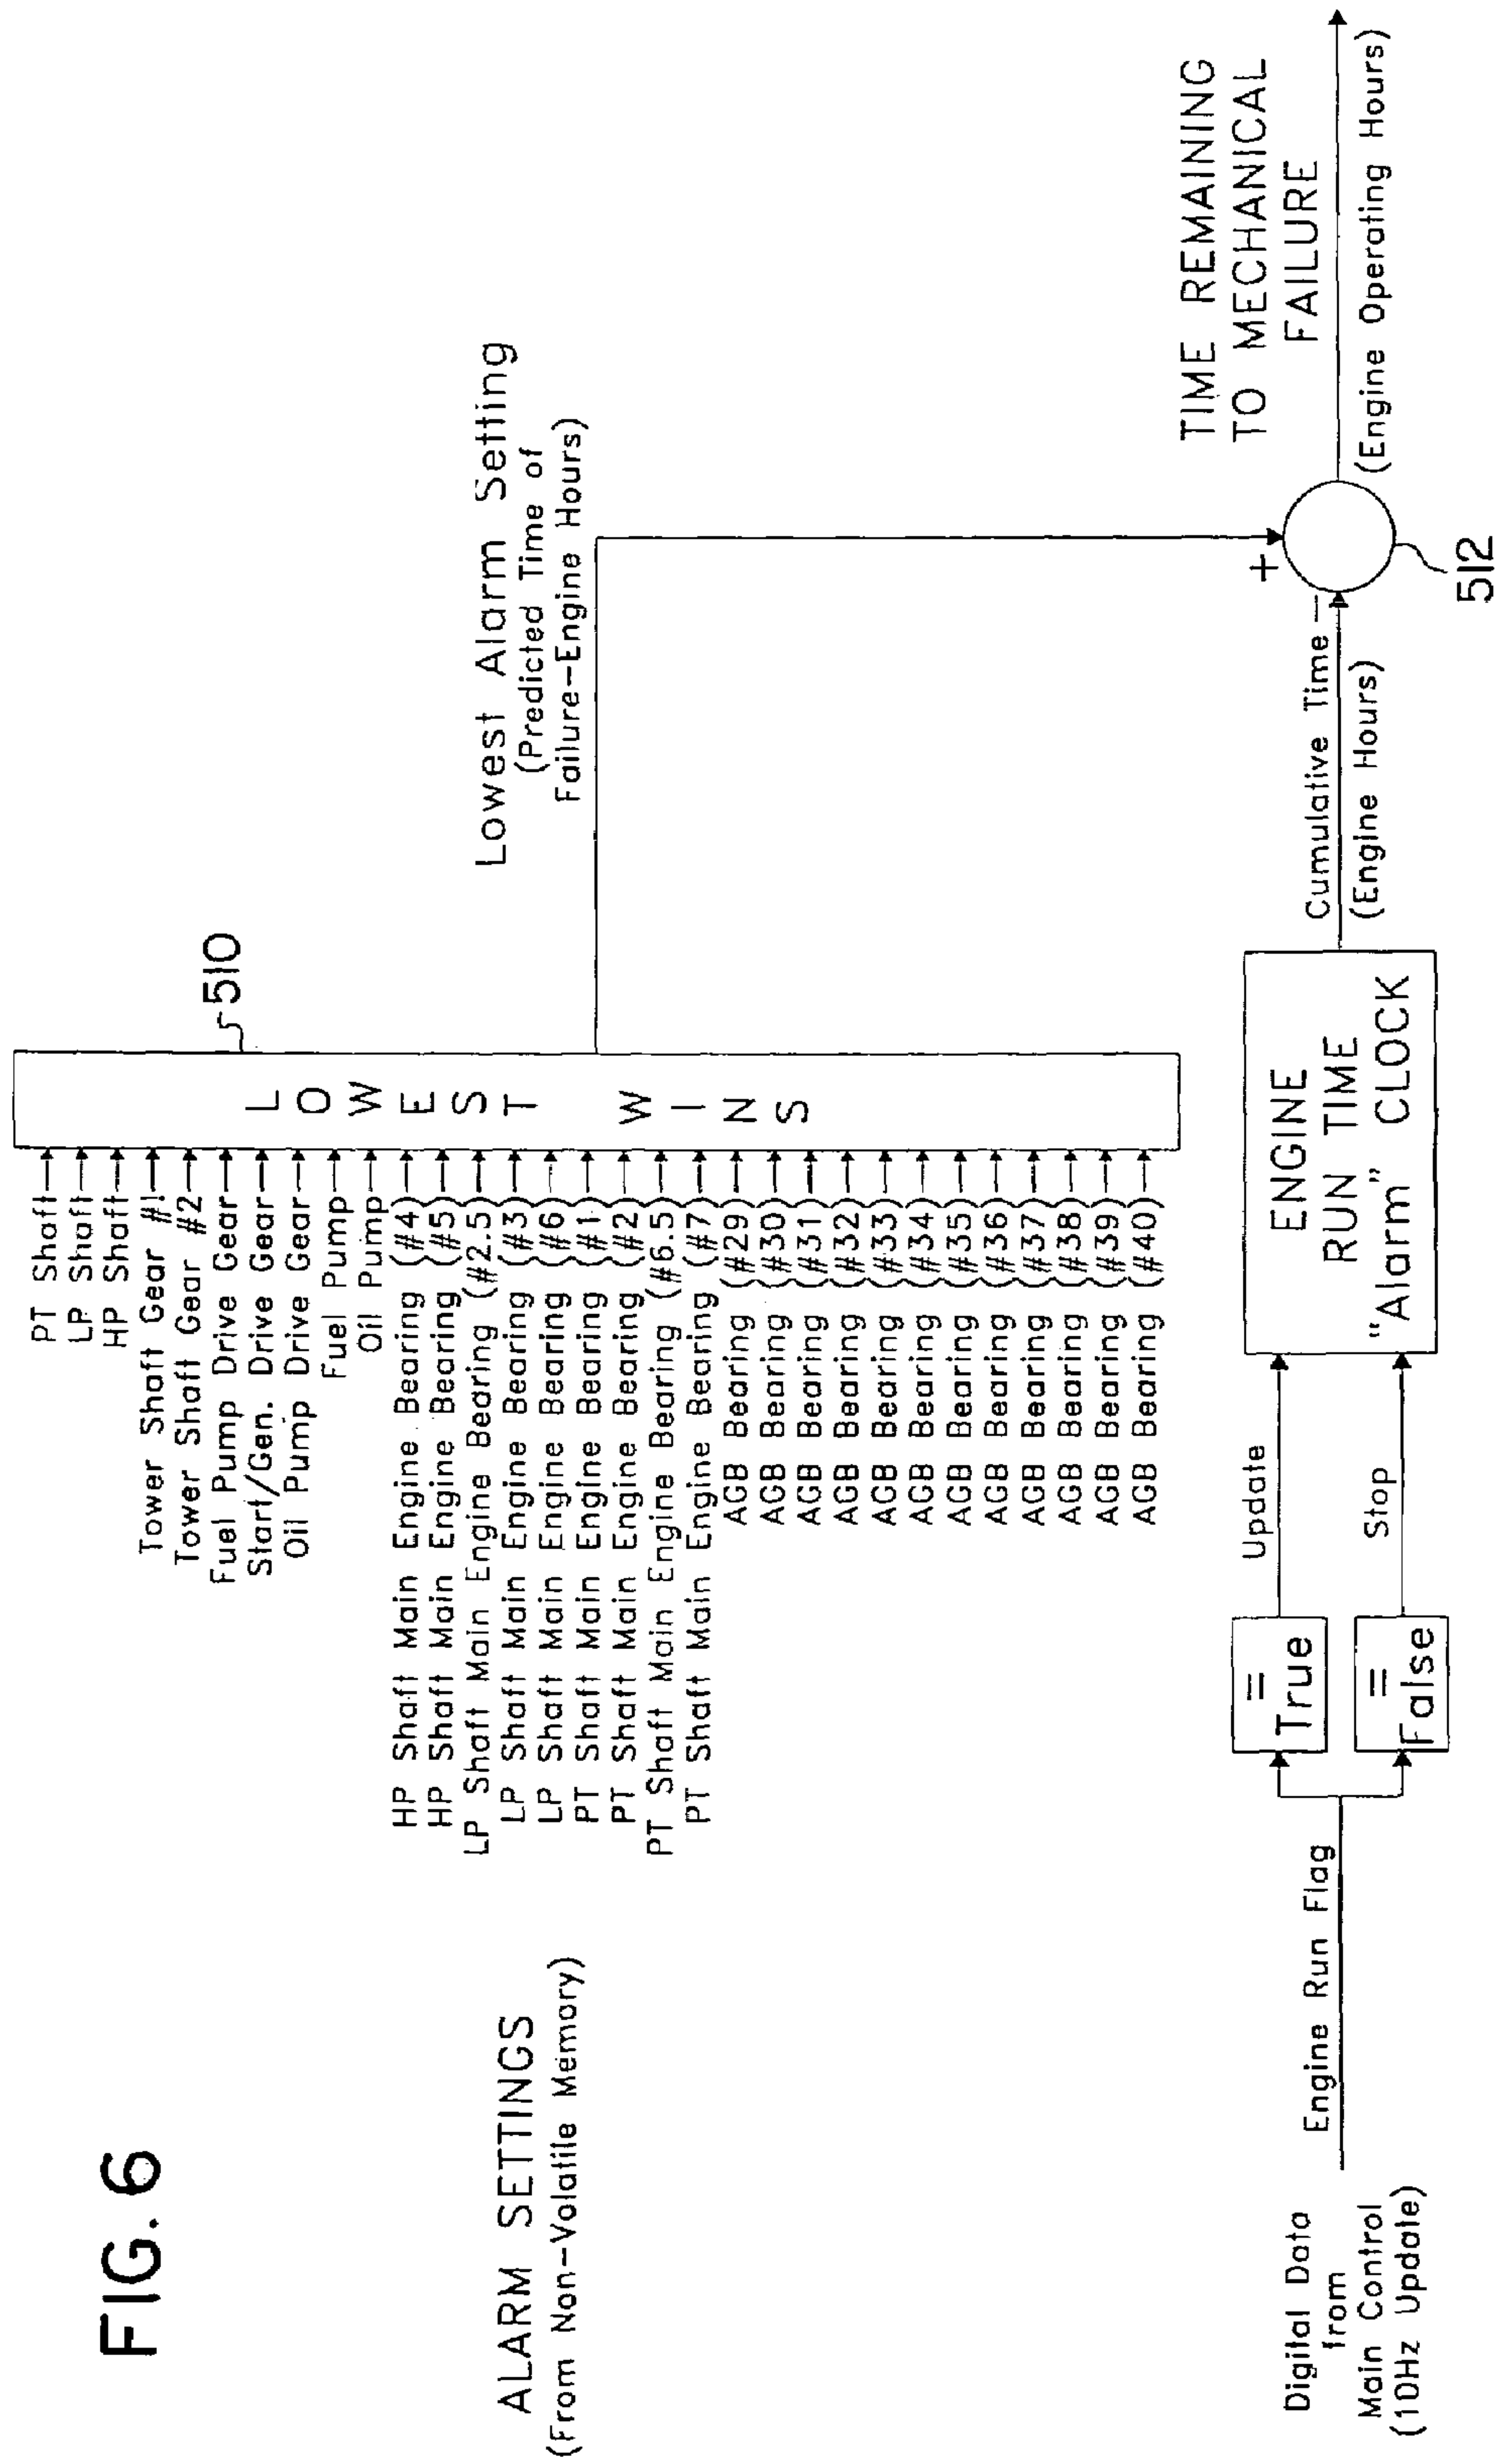 FIG. 6
ALARM SETTINGS
(From Non-Volatile Memory)
PT Shaft
LP Shaft
HP Shaft
Tower Shaft Gear #1
Tower Shaft Gear #2
Fuel Pump Drive Gear
Start/Gen. Drive Gear
Oil Pump Drive Gear
Fuel Pump
Oil Pump
HP Shaft Main Engine Bearing (#4)
HP Shaft Main Engine Bearing (#5)
LP Shaft Main Engine Bearing (#2.5)
LP Shaft Main Engine Bearing (#3)
LP Shaft Main Engine Bearing (#6)
PT Shaft Main Engine Bearing (#1)
PT Shaft Main Engine Bearing (#2)
PT Shaft Main Engine Bearing (#6.5)
PT Shaft Main Engine Bearing (#7)
AGB Bearing (#29)
AGB Bearing (#30)
AGB Bearing (#31)
AGB Bearing (#32)
AGB Bearing (#33)
AGB Bearing (#34)
AGB Bearing (#35)
AGB Bearing (#36)
AGB Bearing (#37)
AGB Bearing (#38)
AGB Bearing (#39)
AGB Bearing (#40)
LOWEST WINS
510
Lowest Alarm Setting
(Predicted Time of
Failure-Engine Hours)
Digital Data
from
Main Control
(10Hz Update)
Engine Run Flag
=
True
=
False
Update
Stop
ENGINE
RUN TIME
"Alarm" CLOCK
Cumulative Time
(Engine Hours)
—
+
512
TIME REMAINING
TO MECHANICAL
FAILURE
(Engine Operating Hours)